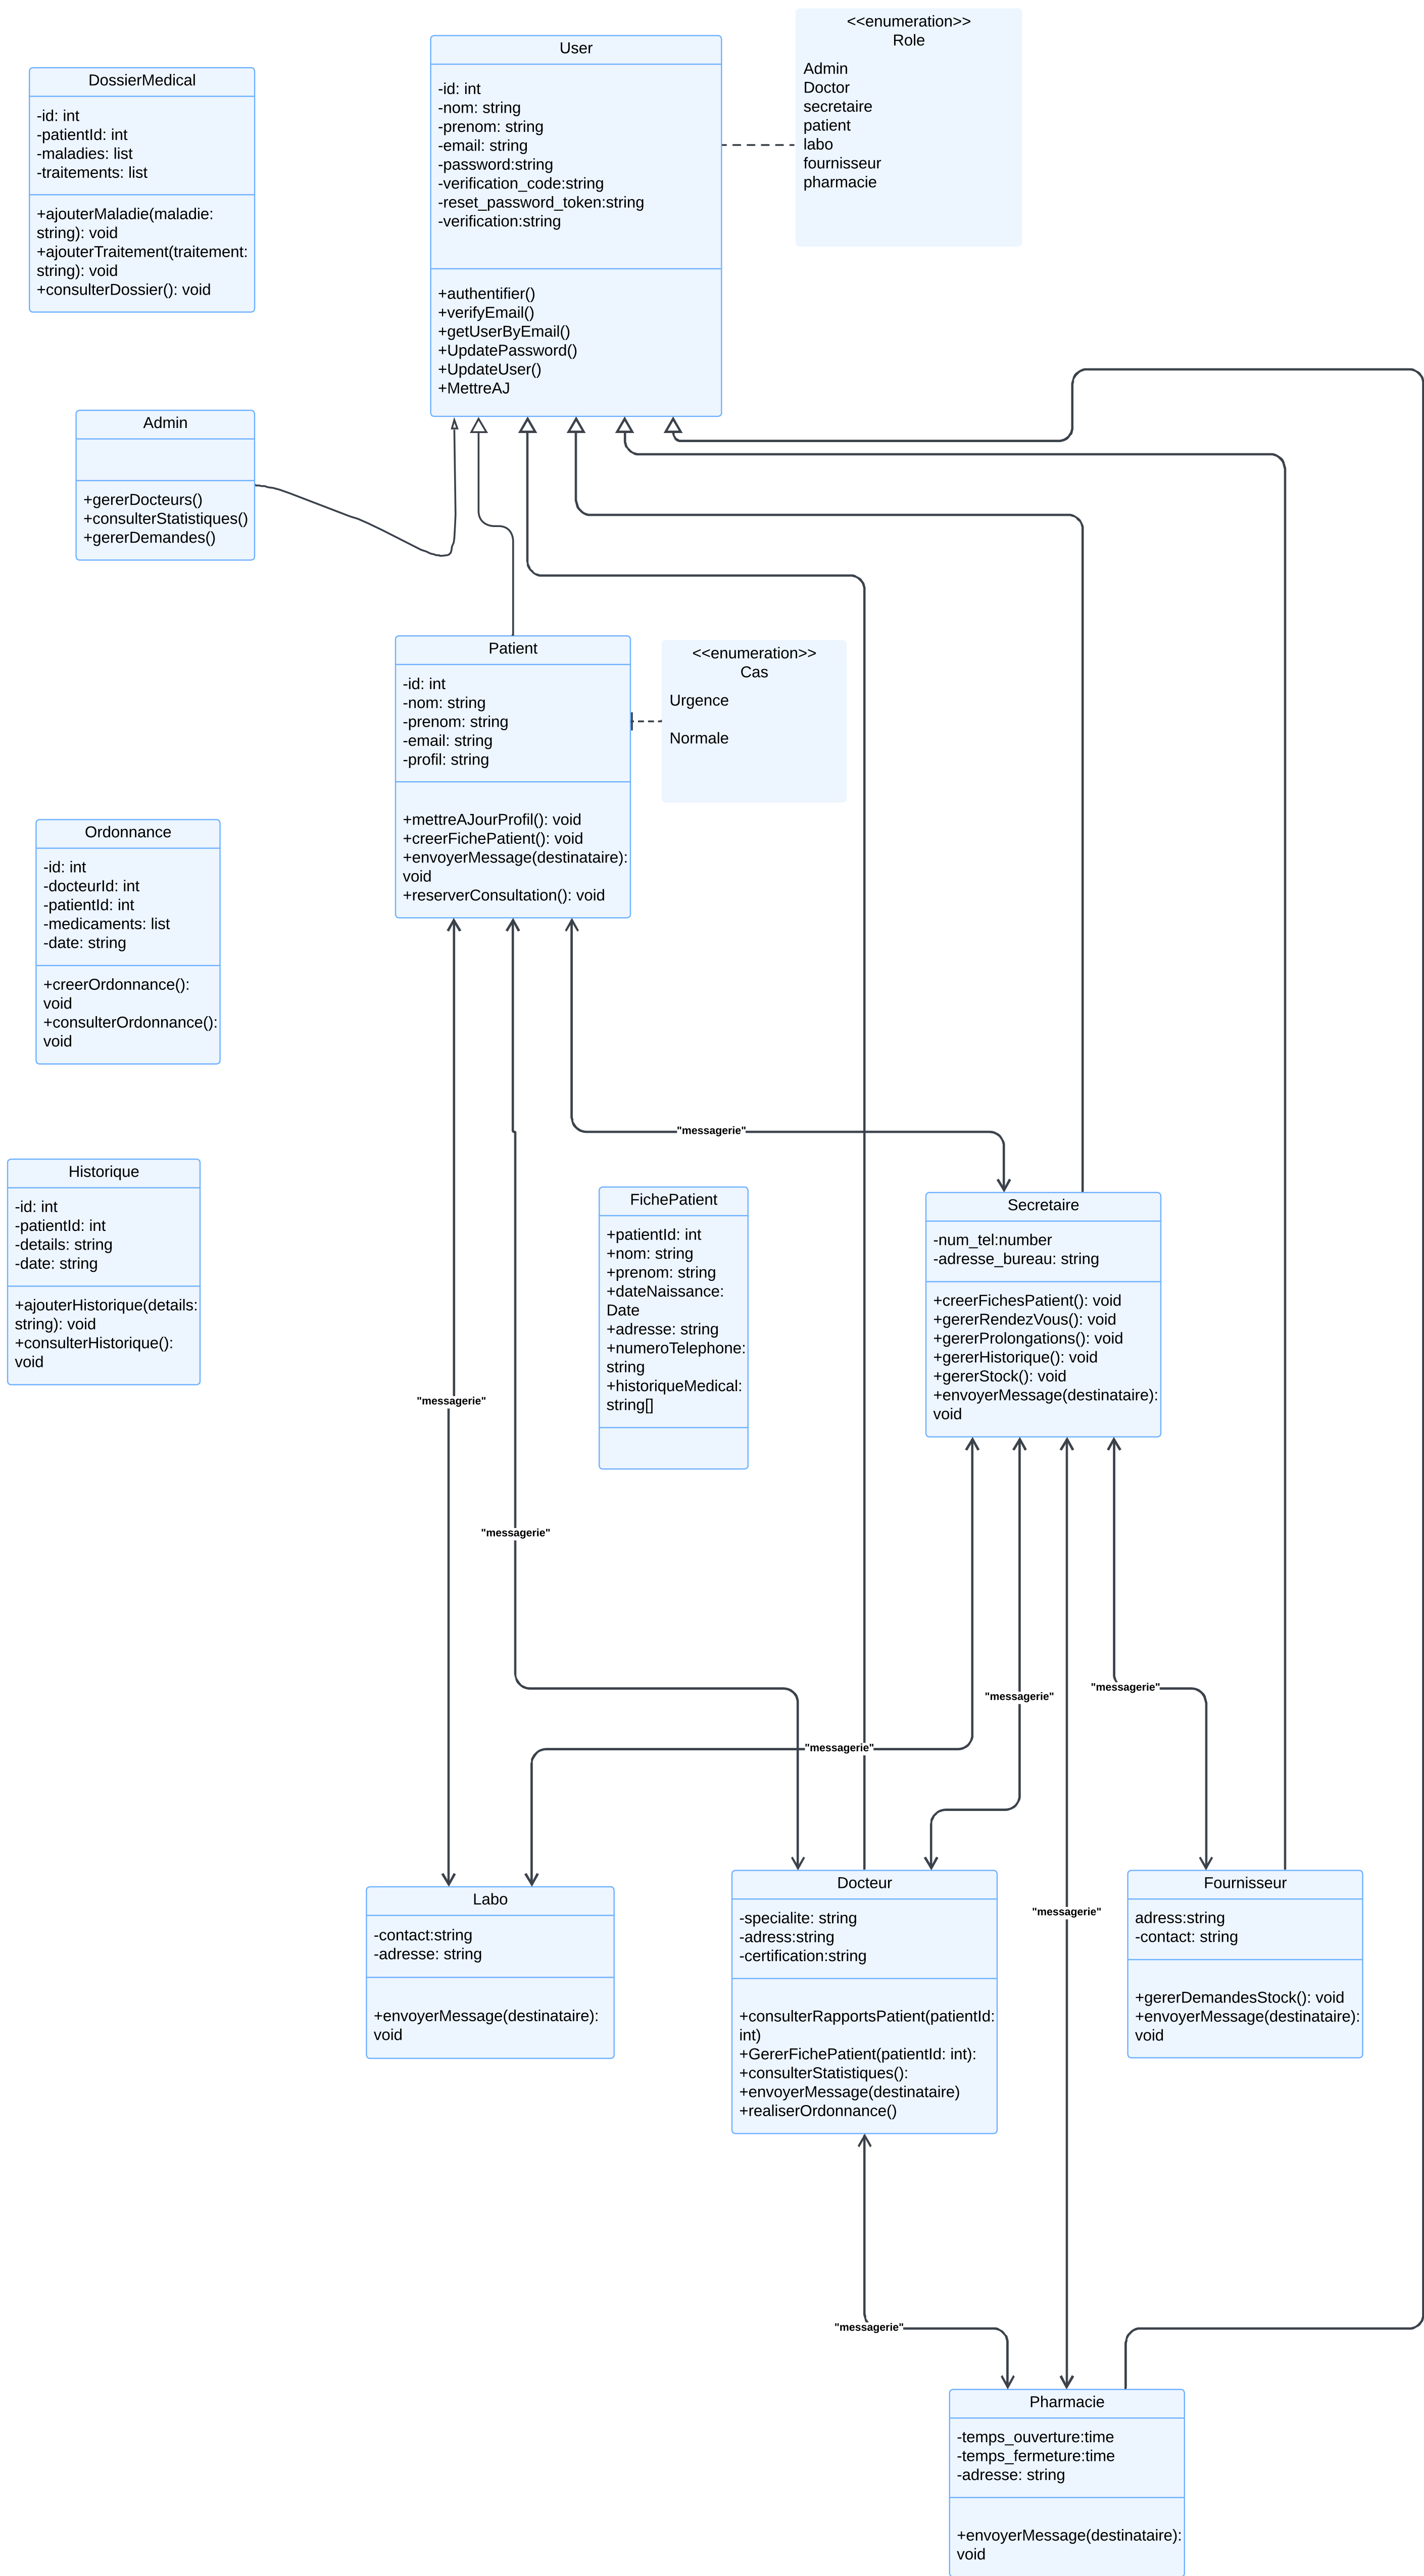 <<enumeration>>
Role
Admin
Doctor
secretaire
patient
labo
fournisseur
pharmacie
User
-id: int
-nom: string
-prenom: string
-email: string
-password:string
-verification_code:string
-reset_password_token:string
-verification:string
+authentifier()
+verifyEmail()
+getUserByEmail()
+UpdatePassword()
+UpdateUser()
+MettreAJ
DossierMedical
-id: int
-patientId: int
-maladies: list
-traitements: list
+ajouterMaladie(maladie:
string): void
+ajouterTraitement(traitement:
string): void
+consulterDossier(): void
Admin
+gererDocteurs()
+consulterStatistiques()
+gererDemandes()
Patient
-id: int
-nom: string
-prenom: string
-email: string
-profil: string
+mettreAJourProfil(): void
+creerFichePatient(): void
+envoyerMessage(destinataire):
void
+reserverConsultation(): void
<<enumeration>>
Cas
Urgence
Normale
Ordonnance
-id: int
-docteurId: int
-patientId: int
-medicaments: list
-date: string
+creerOrdonnance():
void
+consulterOrdonnance():
void
"messagerie"
Historique
-id: int
-patientId: int
-details: string
-date: string
+ajouterHistorique(details:
string): void
+consulterHistorique():
void
FichePatient
+patientId: int
+nom: string
+prenom: string
+dateNaissance:
Date
+adresse: string
+numeroTelephone:
string
+historiqueMedical:
string[]
Secretaire
-num_tel:number
-adresse_bureau: string
+creerFichesPatient(): void
+gererRendezVous(): void
+gererProlongations(): void
+gererHistorique(): void
+gererStock(): void
+envoyerMessage(destinataire):
void
"messagerie"
"messagerie"
"messagerie"
"messagerie"
"messagerie"
Labo
-contact:string
-adresse: string
+envoyerMessage(destinataire):
void
Docteur
-specialite: string
-adress:string
-certification:string
+consulterRapportsPatient(patientId:
int)
+GererFichePatient(patientId: int):
+consulterStatistiques():
+envoyerMessage(destinataire)
+realiserOrdonnance()
"messagerie"
Fournisseur
adress:string
-contact: string
+gererDemandesStock(): void
+envoyerMessage(destinataire):
void
"messagerie"
Pharmacie
-temps_ouverture:time
-temps_fermeture:time
-adresse: string
+envoyerMessage(destinataire):
void